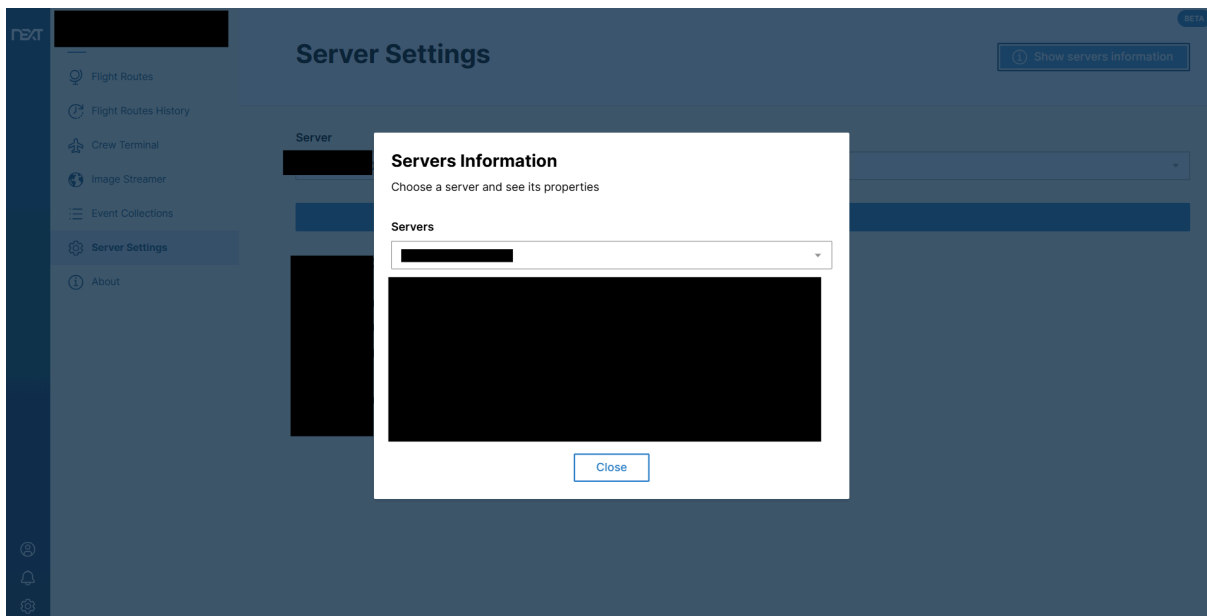 NEXT
BETA
Server Settings
Show servers information
Flight Routes
Flight Routes History
Crew Terminal
Image Streamer
Event Collections
Server Settings
About
Server
Servers Information
Choose a server and see its properties
Servers
Close